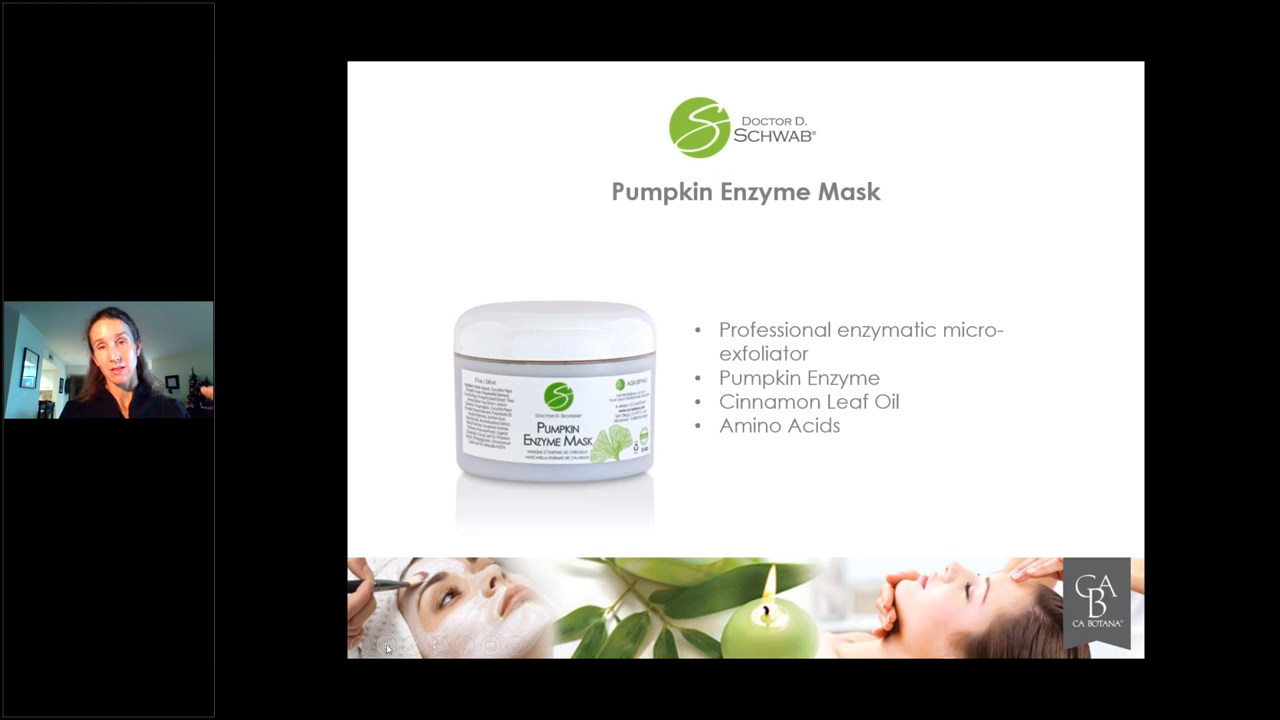 DOCTOR D.
SCHWAB®
Pumpkin Enzyme Mask
• Professional enzymatic micro-
exfoliator
• Pumpkin Enzyme
• Cinnamon Leaf Oil
• Amino Acids
DOCTOR D. SCHWAB
PUMPKIN
ENZYME MASK
CA
B
CA BOTANA®